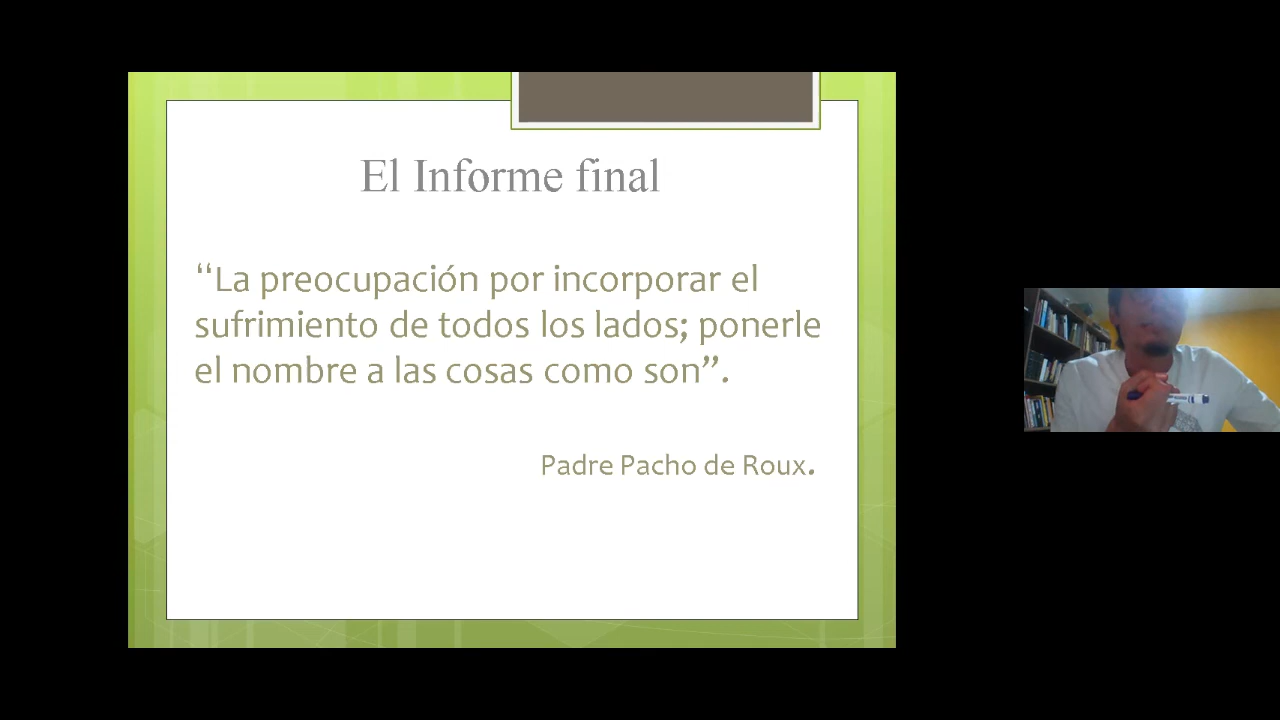 El Informe final
“La preocupación por incorporar el
sufrimiento de todos los lados; ponerle
el nombre a las cosas como son”.
Padre Pacho de Roux.